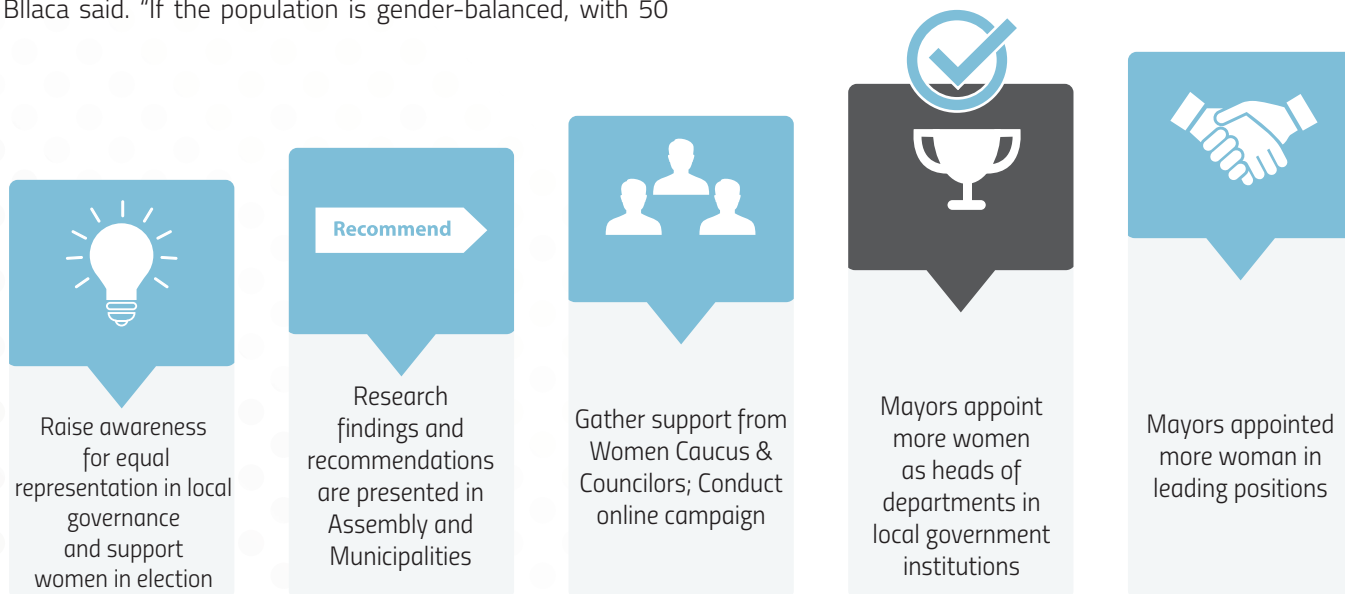 Bllaca said. “If the population is gender-balanced, with 50
Raise awareness
for equal
representation in local
governance
and support
women in election
Recommend
Research
findings and
recommendations
are presented in
Assembly and
Municipalities
Gather support from
Women Caucus &
Councilors; Conduct
online campaign
Mayors appoint
more women
as heads of
departments in
local government
institutions
Mayors appointed
more woman in
leading positions